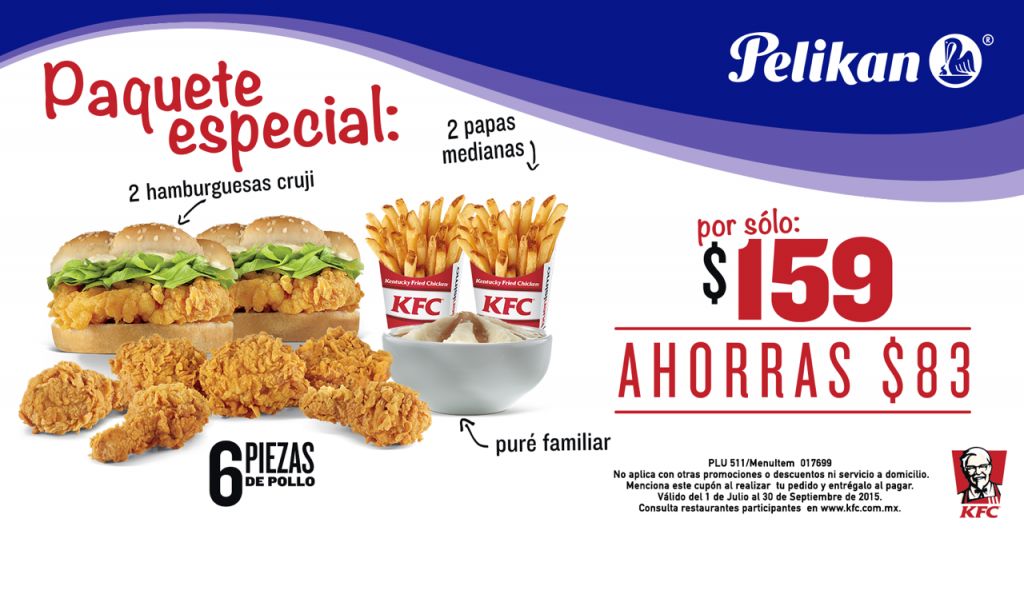 Pelikan®
Paquete
especial:
2 hamburguesas cruji
2 papas
medianas
Kentucky Fried Chicken
KFC
Kentucky Fried Chicken
KFC
6 PIEZAS
DE POLLO
puré familiar
por sólo:
$159
AHORRAS $83
PLU 511/MenuItem 017699
No aplica con otras promociones o descuentos ni servicio a domicilio.
Menciona este cupón al realizar tu pedido y entrégalo al pagar.
Válido del 1 de Julio al 30 de Septiembre de 2015.
Consulta restaurantes participantes en www.kfc.com.mx.
KFC